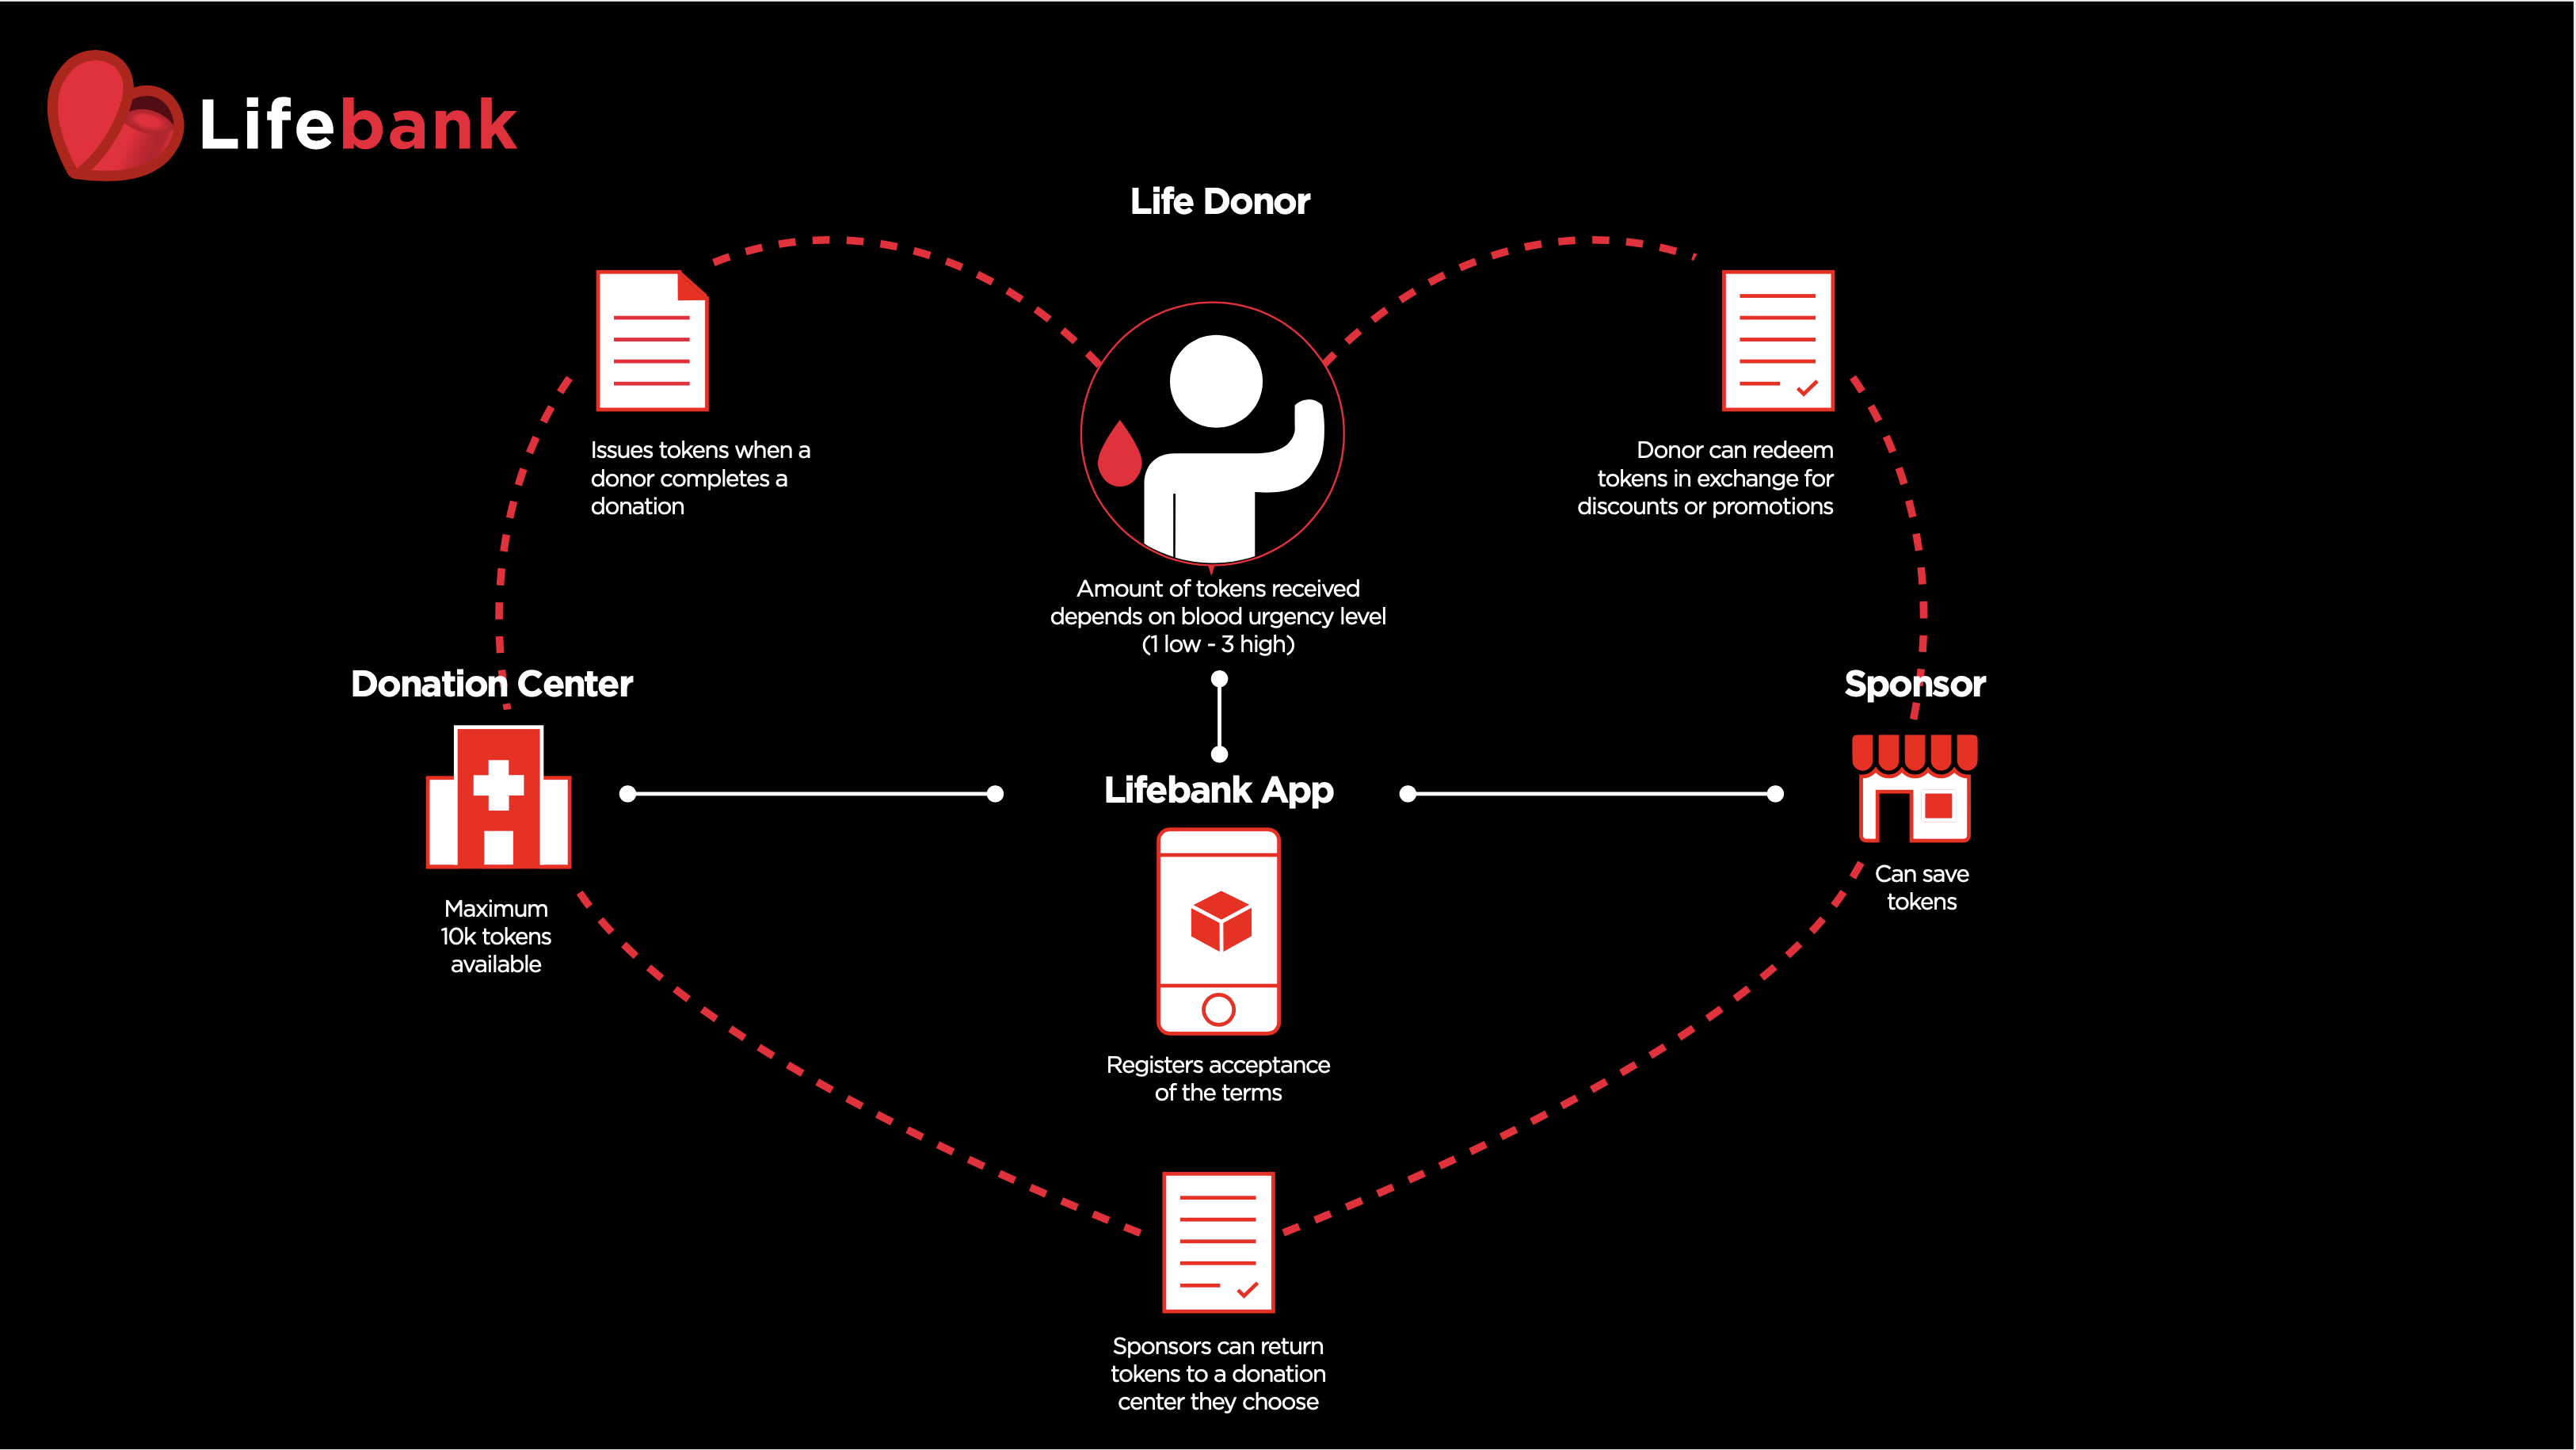 Lifebank
Life Donor
Issues tokens when a
donor completes a
donation
Donor can redeem
tokens in exchange for
discounts or promotions
Amount of tokens received
depends on blood urgency level
(1 low - 3 high)
Donation Center
Sponsor
Lifebank App
Maximum
10k tokens
available
Can save
tokens
Registers acceptance
of the terms
Sponsors can return
tokens to a donation
center they choose